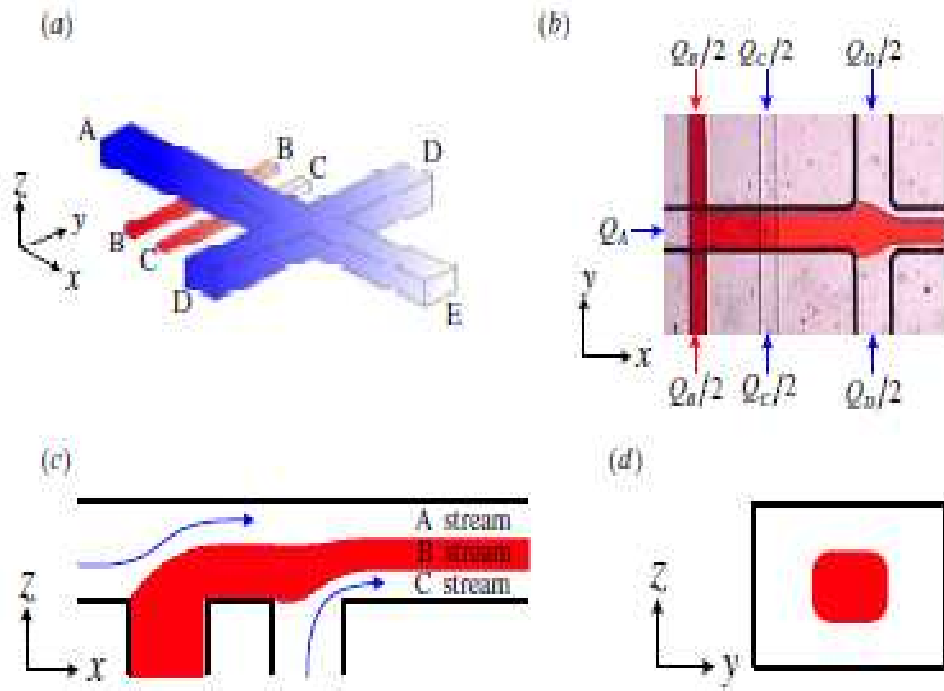 (a)
A
B
C
D
B
C
D
E
z
y
x
(b)
Q_B/2 Q_C/2 Q_D/2
Q_A
y
x
Q_B/2 Q_C/2 Q_D/2
(c)
A stream
B stream
C stream
z
x
(d)
z
y